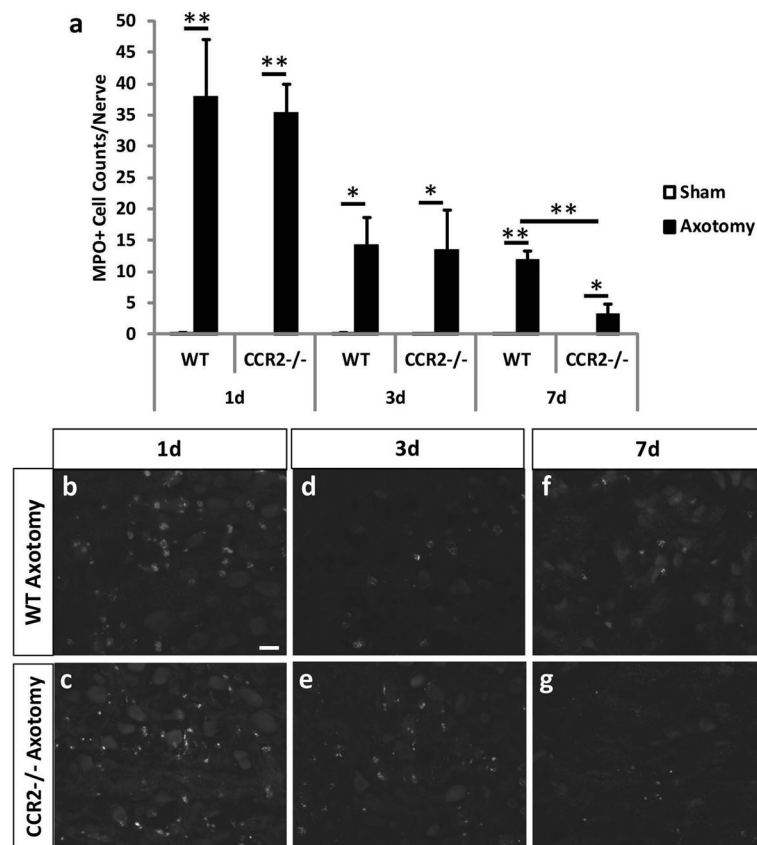 a
MPO+ Cell Counts/Nerve
50
45
40
35
30
25
20
15
10
5
0
**
**
*
*
**
**
*
Sham
Axotomy
WT CCR2-/- WT CCR2-/- WT CCR2-/-
1d 3d 7d
1d 3d 7d
WT Axotomy
b d f
CCR2-/- Axotomy
c e g